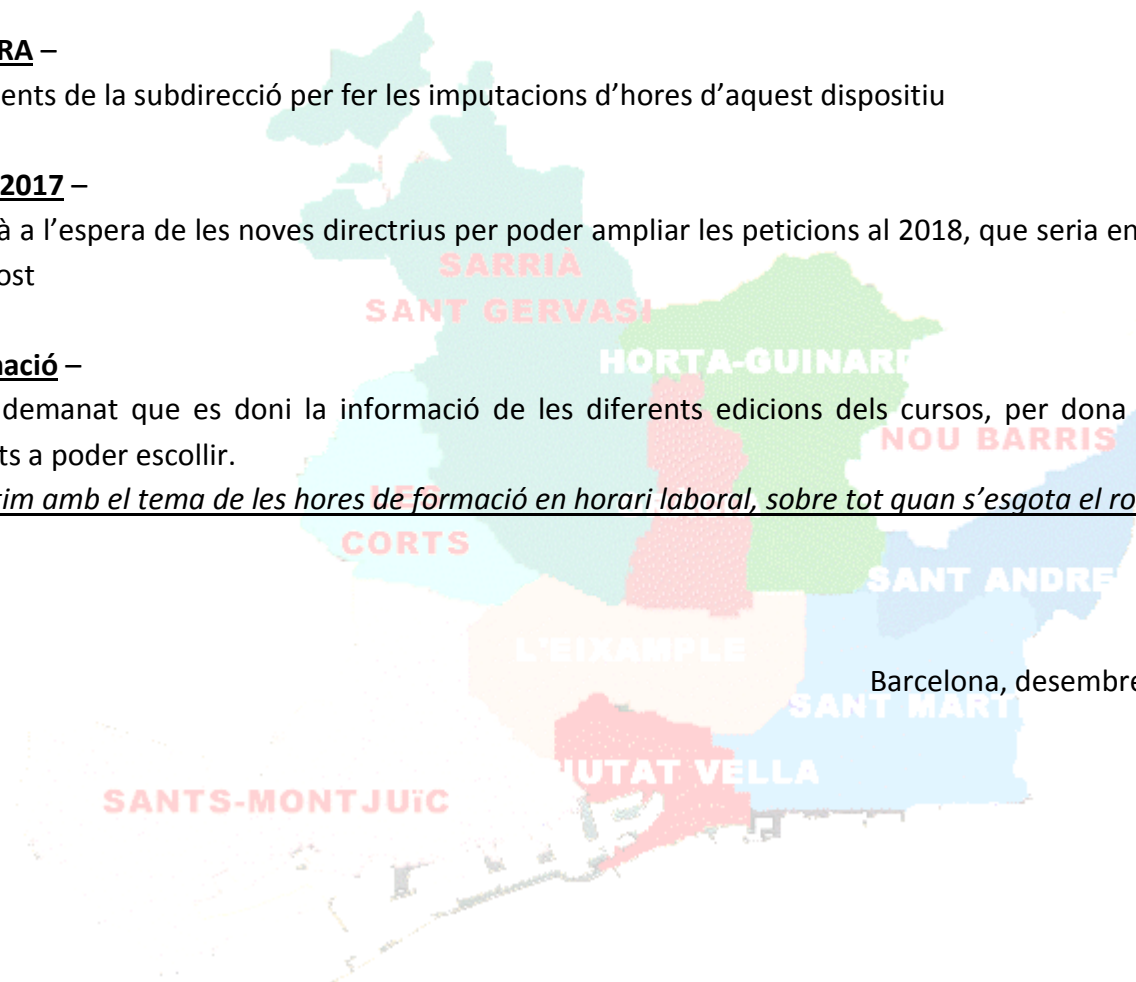 RA –
ents de la subdirecció per fer les imputacions d’hores d’aquest dispositiu
2017 –
à a l’espera de les noves directrius per poder ampliar les peticions al 2018, que seria en
ost
SARRIÀ
SANT GERVASI
HORTA-GUINARD
nació –
demanat que es doni la informació de les diferents edicions dels cursos, per dona
NOU BARRIS
ts a poder escollir.
tim amb el tema de les hores de formació en horari laboral, sobre tot quan s’esgota el ro
LES
CORTS
SANT ANDRE
L'EIXAMPLE
Barcelona, desembre
SANT MART
IUTAT VELLA
SANTS-MONTJUïC